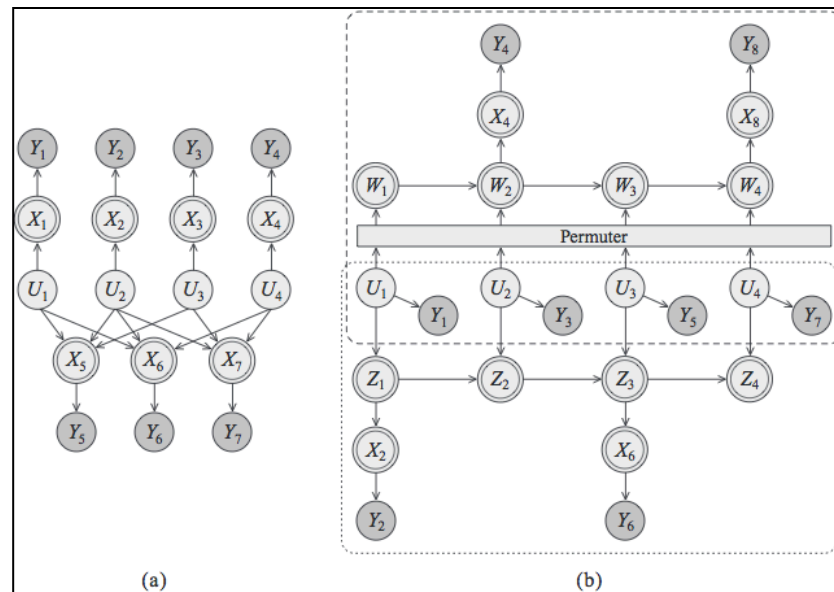 Y4 Y8
X4 X8
Y1 Y2 Y3 Y4
W1 W2 W3 W4
X1 X2 X3 X4
Permuter
U1 U2 U3 U4
U1 U2 U3 U4
Y1 Y3 Y5 Y7
X5 X6 X7
Z1 Z2 Z3 Z4
Y5 Y6 Y7
X2 X6
Y2 Y6
(a) (b)